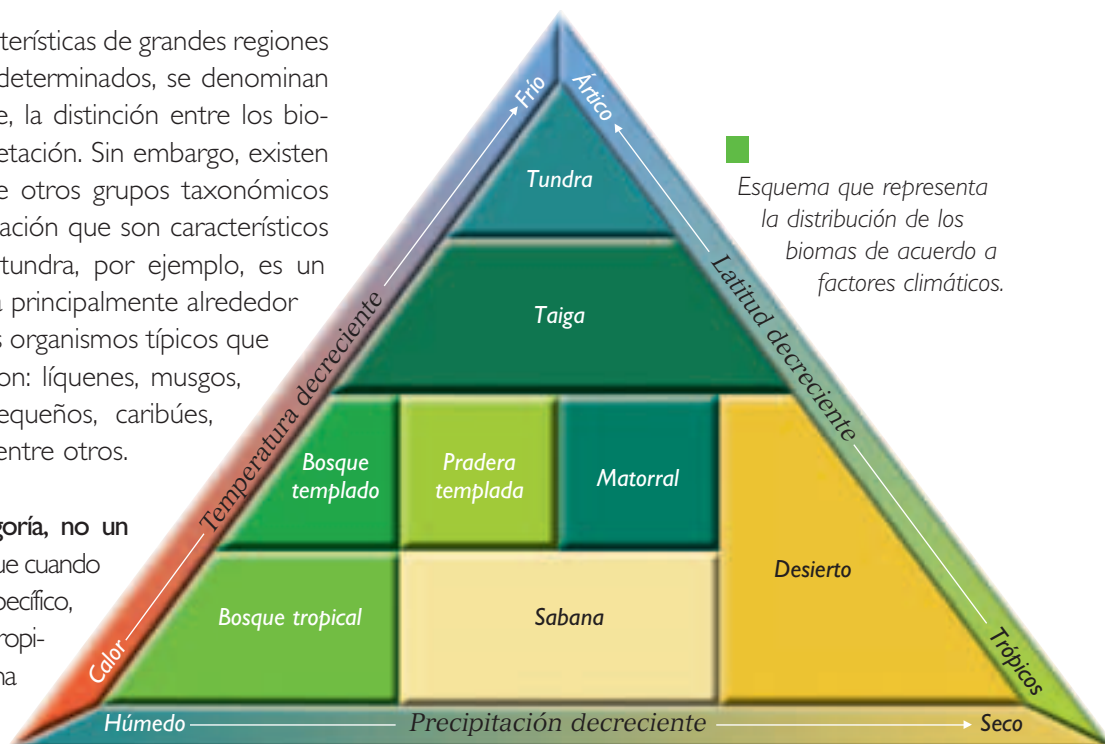 cterísticas de grandes regiones
determinados, se denominan
e, la distinción entre los bio-
etación. Sin embargo, existen
e otros grupos taxonómicos
ación que son característicos
tundra, por ejemplo, es un
a principalmente alrededor
s organismos típicos que
on: líquenes, musgos,
equeños, caribúes,
entre otros.
goría, no un
ue cuando
pecífico,
ropi-
na
Frío
Temperatura decreciente
Calor
Ártico
Latitud decreciente
Trópicos
Tundra
Taiga
Bosque
templado
Pradera
templada
Matorral
Desierto
Bosque tropical
Sabana
Húmedo
Precipitación decreciente
Seco
Esquema que representa
la distribución de los
biomas de acuerdo a
factores climáticos.